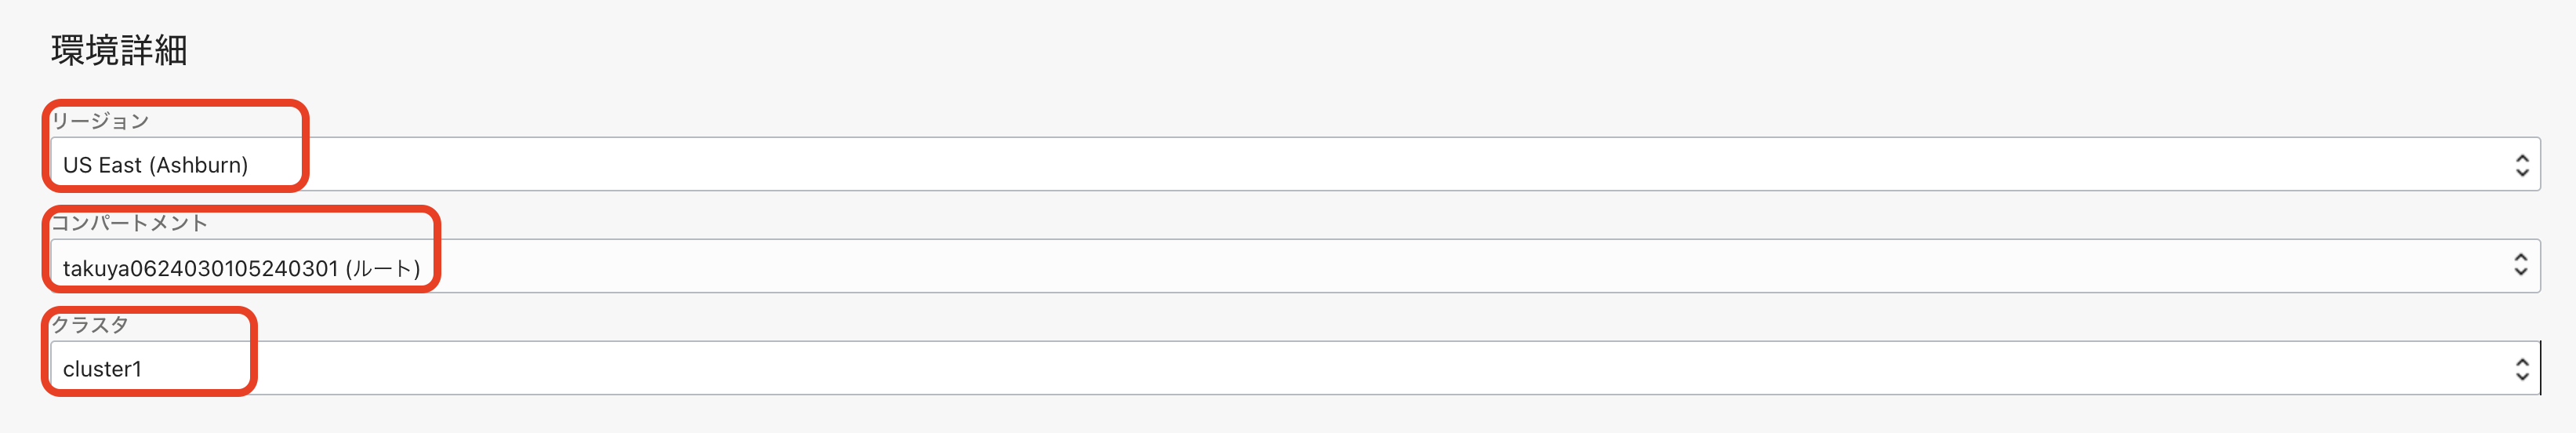 環境詳細
リージョン
US East (Ashburn)
コンパートメント
takuya0624030105240301 (ルート)
クラスタ
cluster1